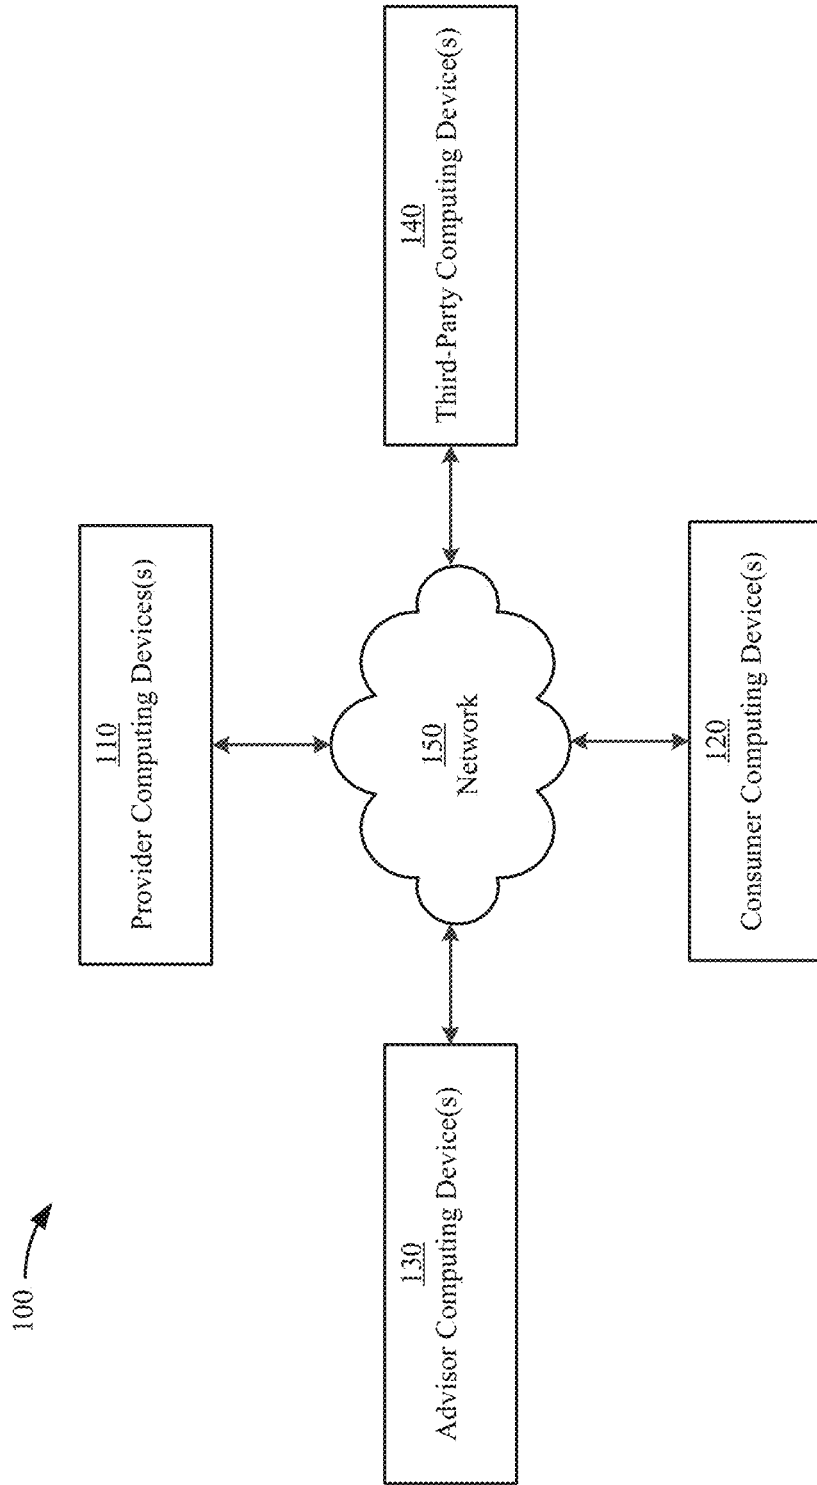 100
110
Provider Computing Devices(s)
130
Advisor Computing Device(s)
150
Network
140
Third-Party Computing Device(s)
120
Consumer Computing Device(s)